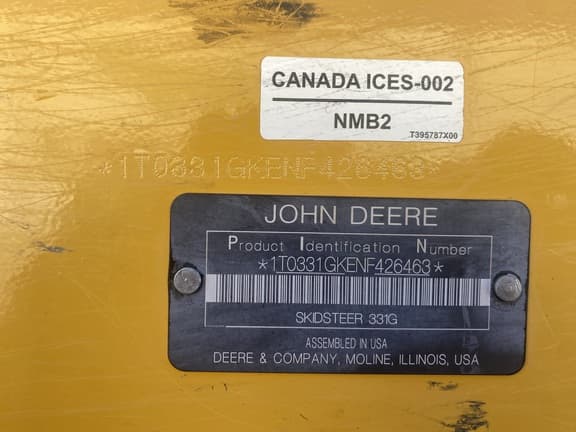 CANADA ICES-002
NMB2
T395787X00
*1T0331GKENF426463*
JOHN DEERE
Product Identification Number
*1T0331GKENF426463*
SKIDSTEER 331G
ASSEMBLED IN USA
DEERE & COMPANY, MOLINE, ILLINOIS, USA